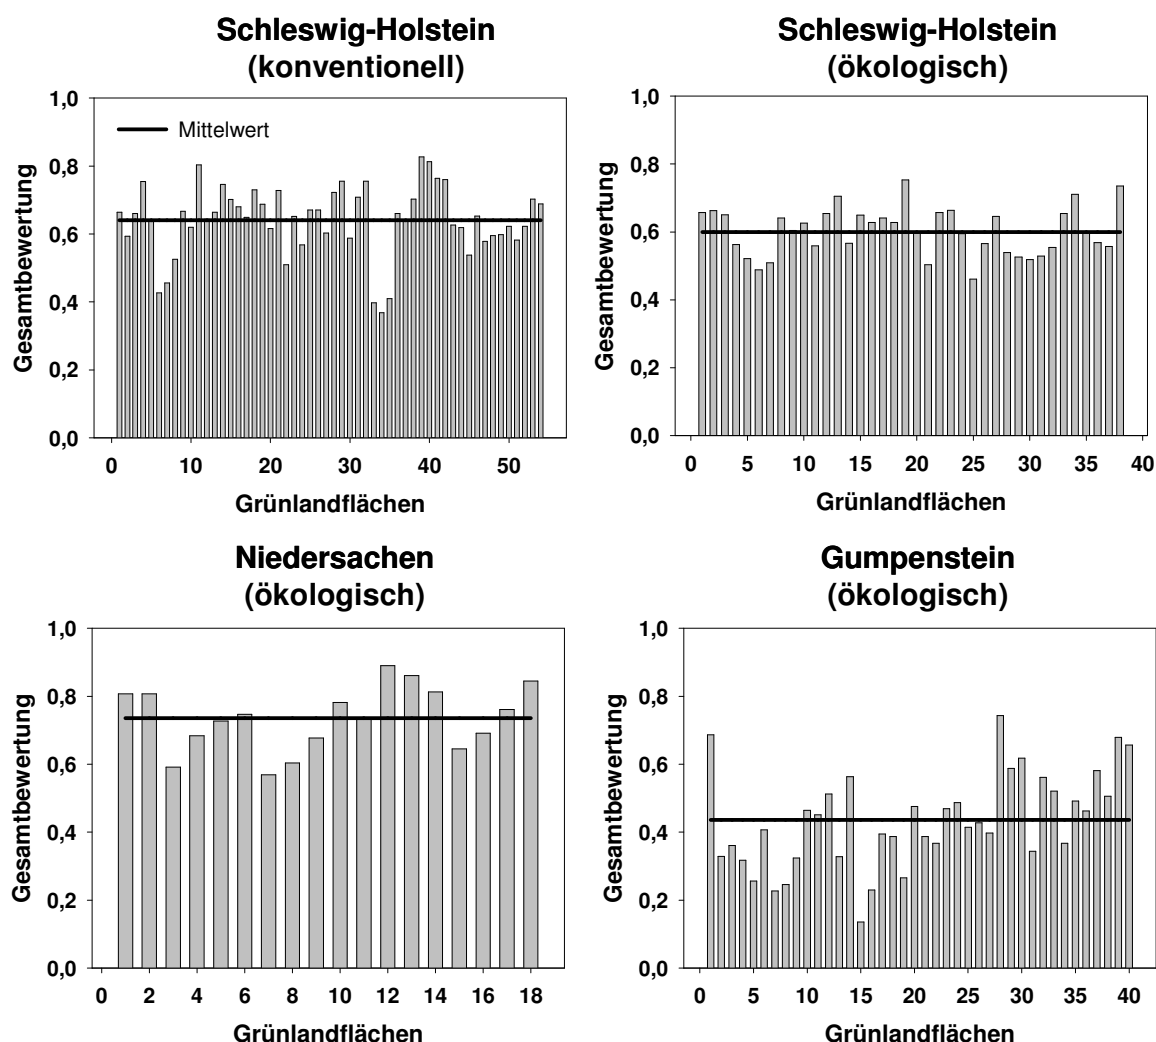 Schleswig-Holstein
(konventionell)
1,0
0,8
0,6
0,4
0,2
0,0
Gesamtbewertung
Mittelwert
0 10 20 30 40 50
Grünlandflächen
Schleswig-Holstein
(ökologisch)
1,0
0,8
0,6
0,4
0,2
0,0
Gesamtbewertung
0 5 10 15 20 25 30 35 40
Grünlandflächen
Niedersachen
(ökologisch)
1,0
0,8
0,6
0,4
0,2
0,0
Gesamtbewertung
0 2 4 6 8 10 12 14 16 18
Grünlandflächen
Gumpenstein
(ökologisch)
1,0
0,8
0,6
0,4
0,2
0,0
Gesamtbewertung
0 5 10 15 20 25 30 35 40
Grünlandflächen